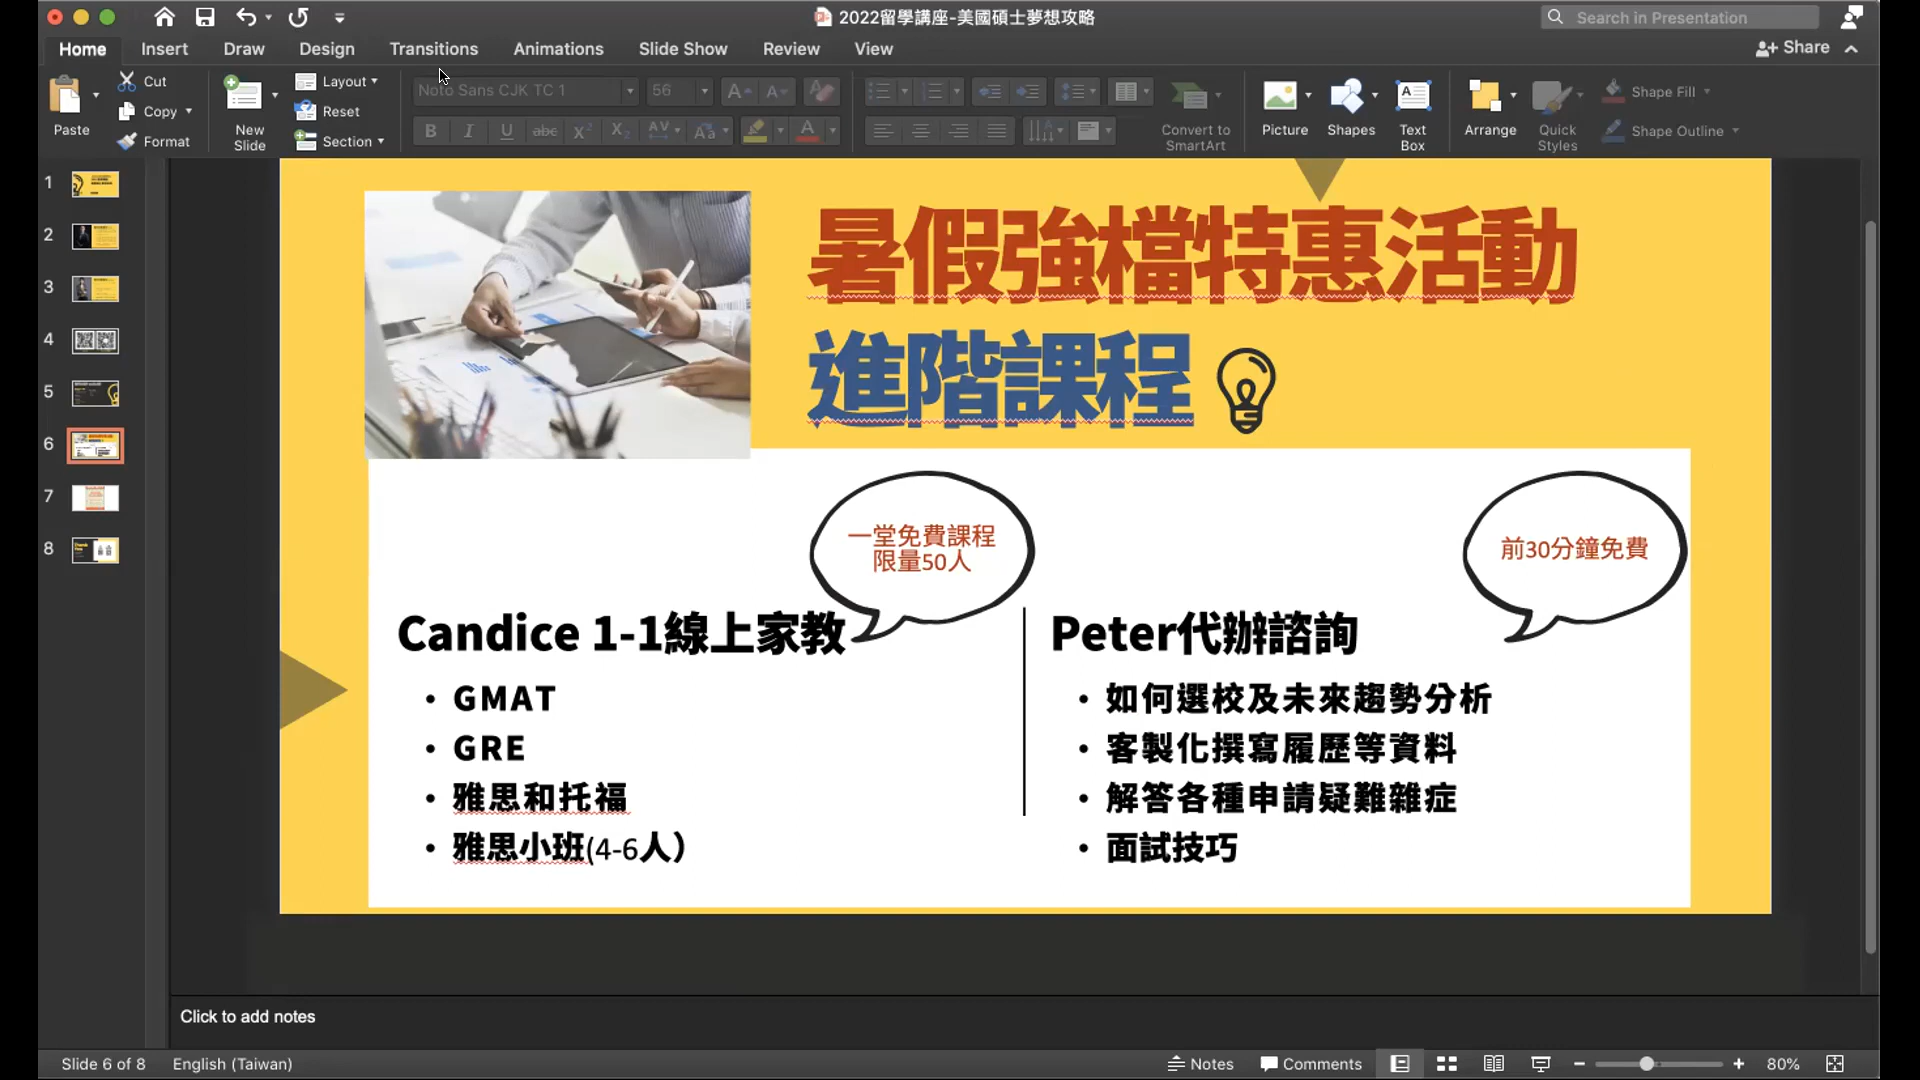 2022留學講座-美國碩士夢想攻略
Search in Presentation
Home Insert Draw Design Transitions Animations Slide Show Review View
Share
Paste
Cut
Copy
Format
New Slide
Layout
Reset
Section
Noto Sans CJK TC 1
56
Convert to SmartArt
Picture
Shapes
Text Box
Arrange
Quick Styles
Shape Fill
Shape Outline
1
2
3
4
5
6
7
8
暑假強檔特惠活動
進階課程
一堂免費課程
限量50人
前30分鐘免費
Candice 1-1線上家教
• GMAT
• GRE
• 雅思和托福
• 雅思小班(4-6人）
Peter代辦諮詢
• 如何選校及未來趨勢分析
• 客製化撰寫履歷等資料
• 解答各種申請疑難雜症
• 面試技巧
Click to add notes
Slide 6 of 8 English (Taiwan)
Notes Comments 80%